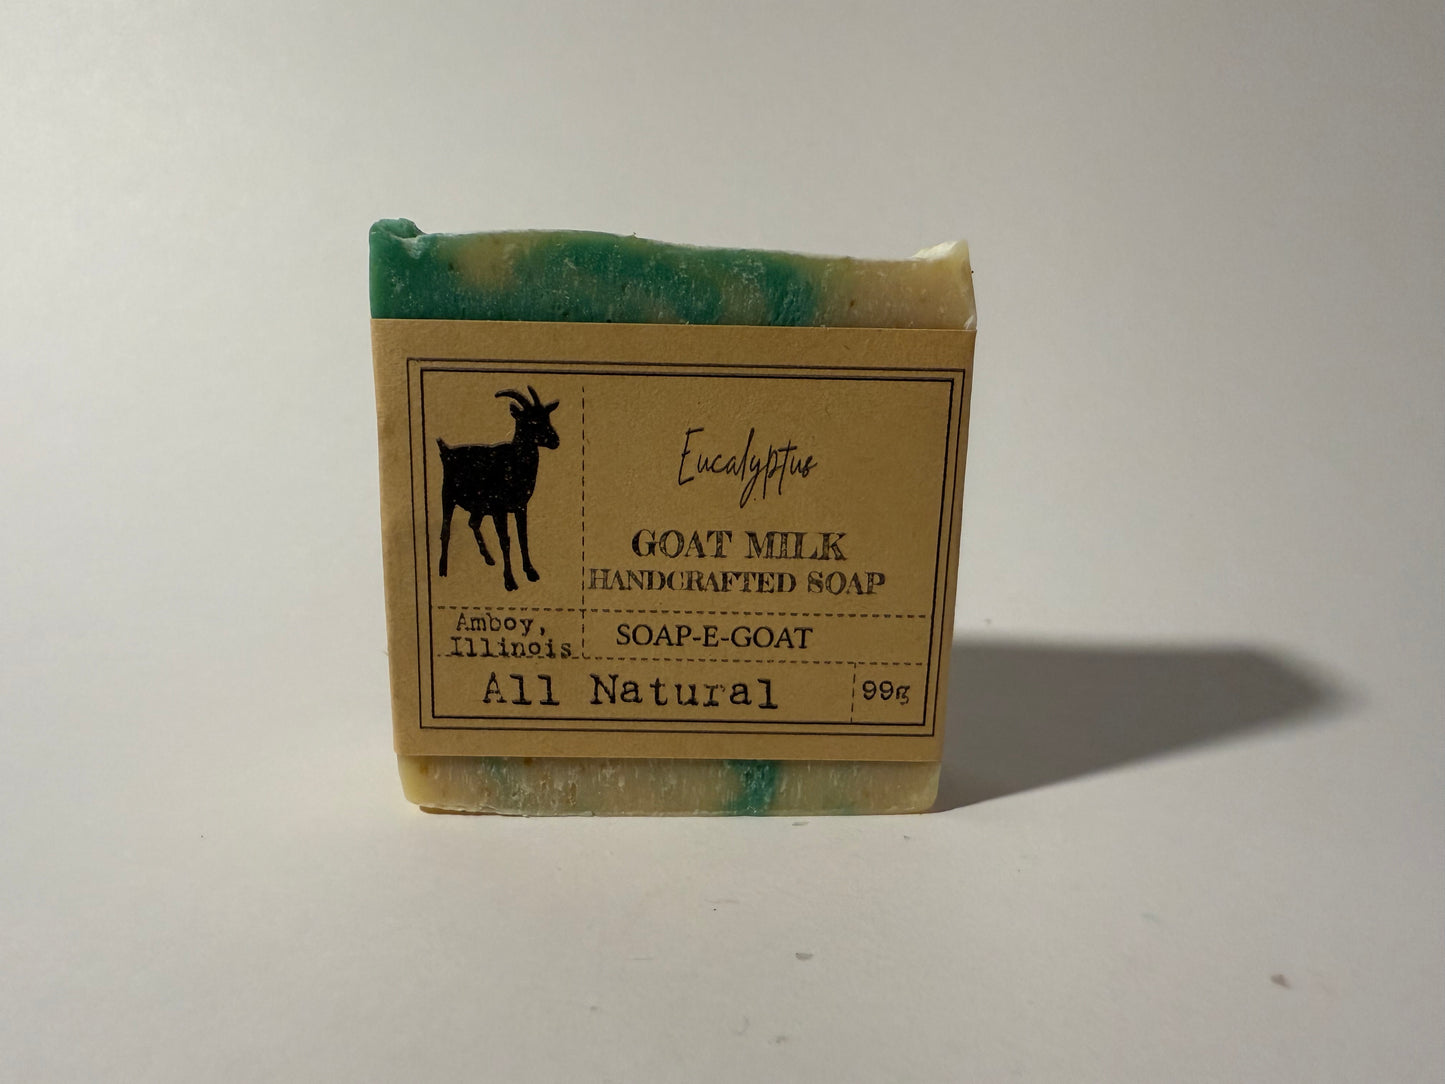 Eucalyptus
GOAT MILK
HANDCRAFTED SOAP
Amboy,
Illinois
SOAP-E-GOAT
All Natural
99g